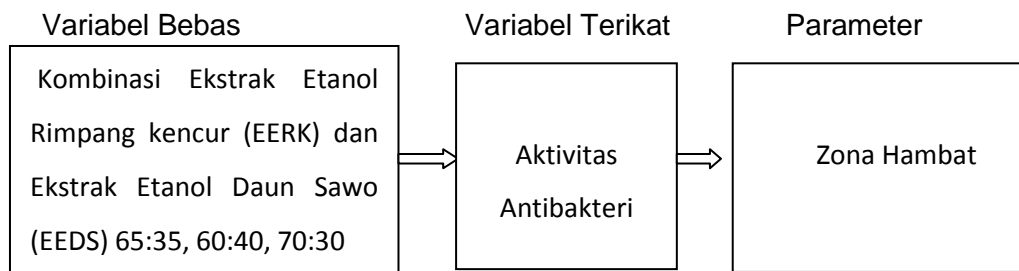 Variabel Bebas
Variabel Terikat
Parameter
Kombinasi Ekstrak Etanol
Rimpang kencur (EERK) dan
Ekstrak Etanol Daun Sawo
(EEDS) 65:35, 60:40, 70:30
Aktivitas
Antibakteri
Zona Hambat